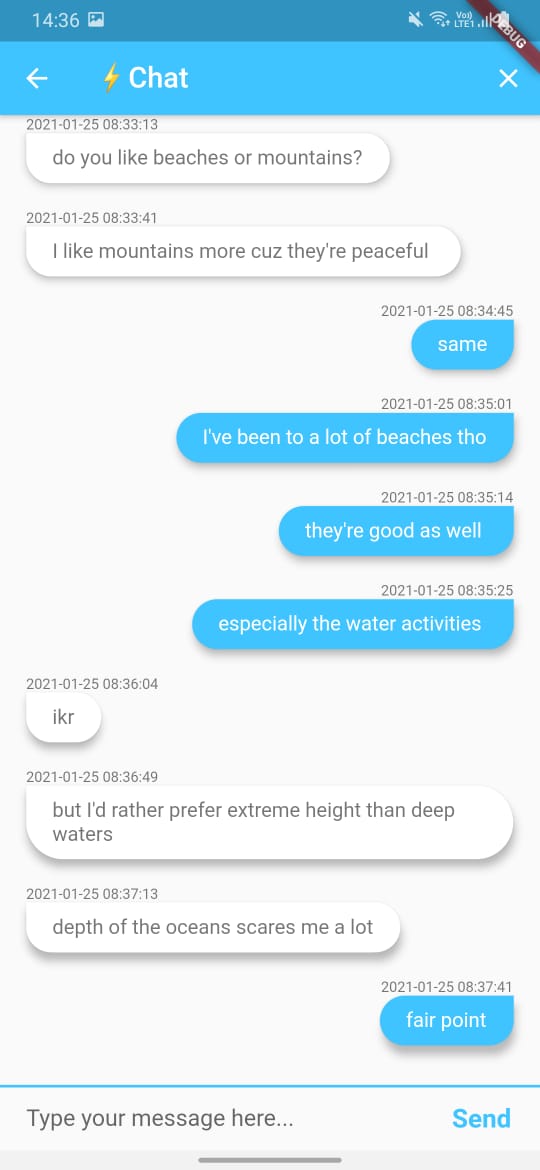 14:36
Vo))
LTE1
DEBUG
⚡Chat
2021-01-25 08:33:13
do you like beaches or mountains?
2021-01-25 08:33:41
I like mountains more cuz they're peaceful
2021-01-25 08:34:45
same
2021-01-25 08:35:01
I've been to a lot of beaches tho
2021-01-25 08:35:14
they're good as well
2021-01-25 08:35:25
especially the water activities
2021-01-25 08:36:04
ikr
2021-01-25 08:36:49
but I'd rather prefer extreme height than deep
waters
2021-01-25 08:37:13
depth of the oceans scares me a lot
2021-01-25 08:37:41
fair point
Type your message here...
Send